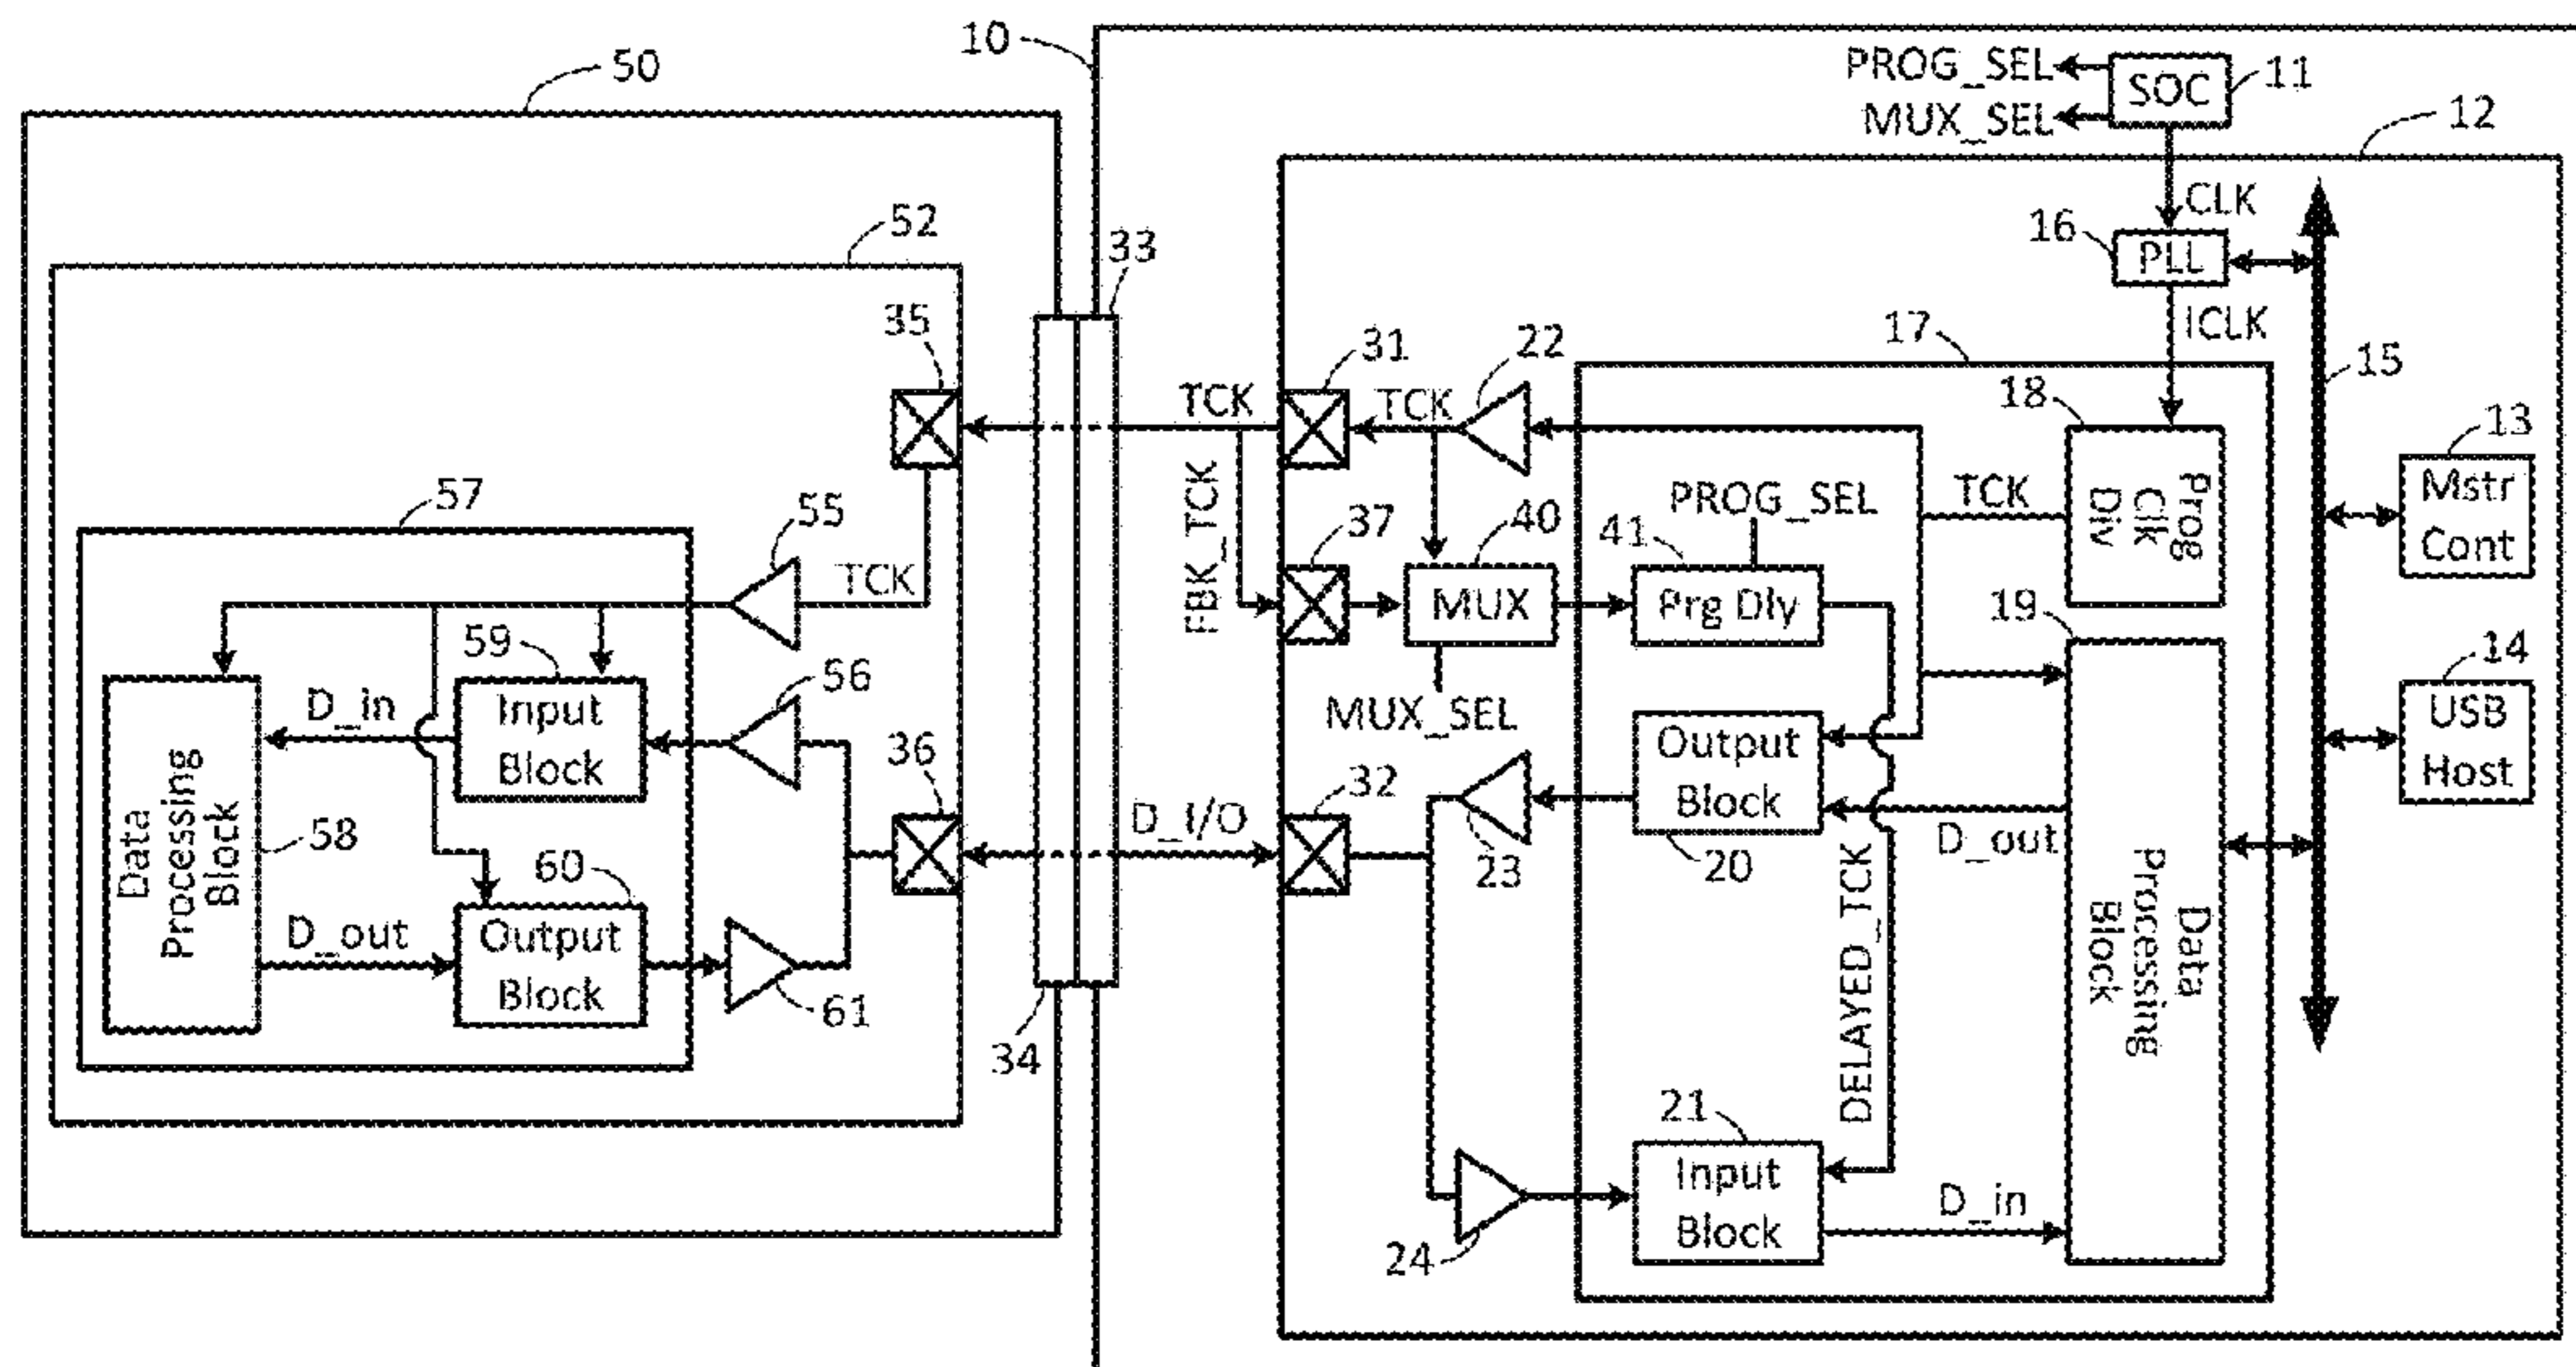 10
50
PROG_SEL
SOC
11
MUX_SEL
12
CLK
52
33
16
PLL
ICLK
35
31
22
17
15
TCK
TCK
18
13
Mstr
Cont
57
55
TCK
FBK_TCK
37
40
PROG_SEL
41
TCK
Prog
Clk
Div
MUX
Prg Dly
19
14
USB
Host
59
56
D_in
Input
Block
MUX_SEL
36
32
Output
Block
D_I/O
23
20
D_out
Data
Processing
Block
58
60
D_out
Output
Block
61
34
DELAYED_TCK
Data
Processing
Block
21
Input
Block
D_in
24